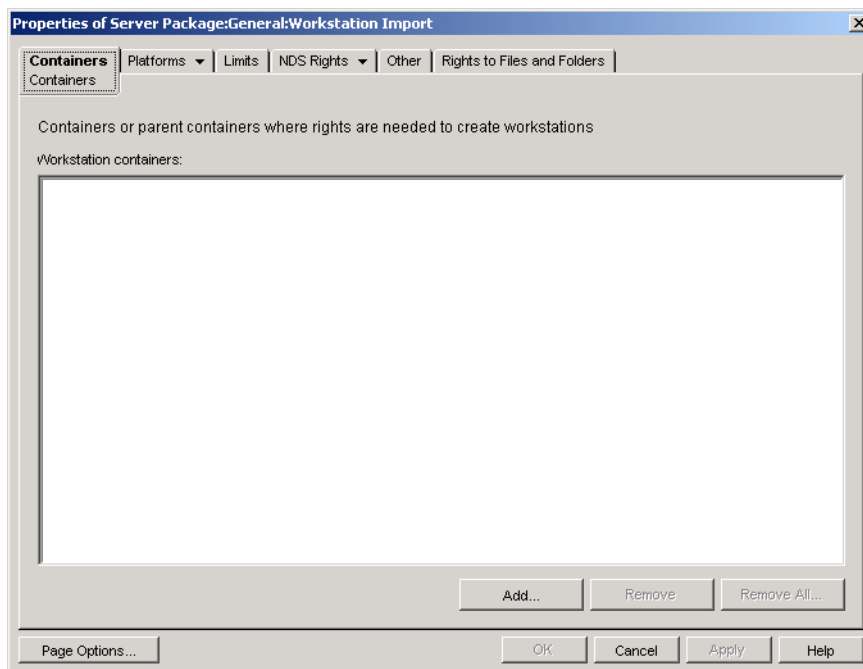 Properties of Server Package:General:Workstation Import
Containers Platforms Limits NDS Rights Other Rights to Files and Folders
Containers
Containers or parent containers where rights are needed to create workstations
Workstation containers:
Add... Remove Remove All...
Page Options... OK Cancel Apply Help